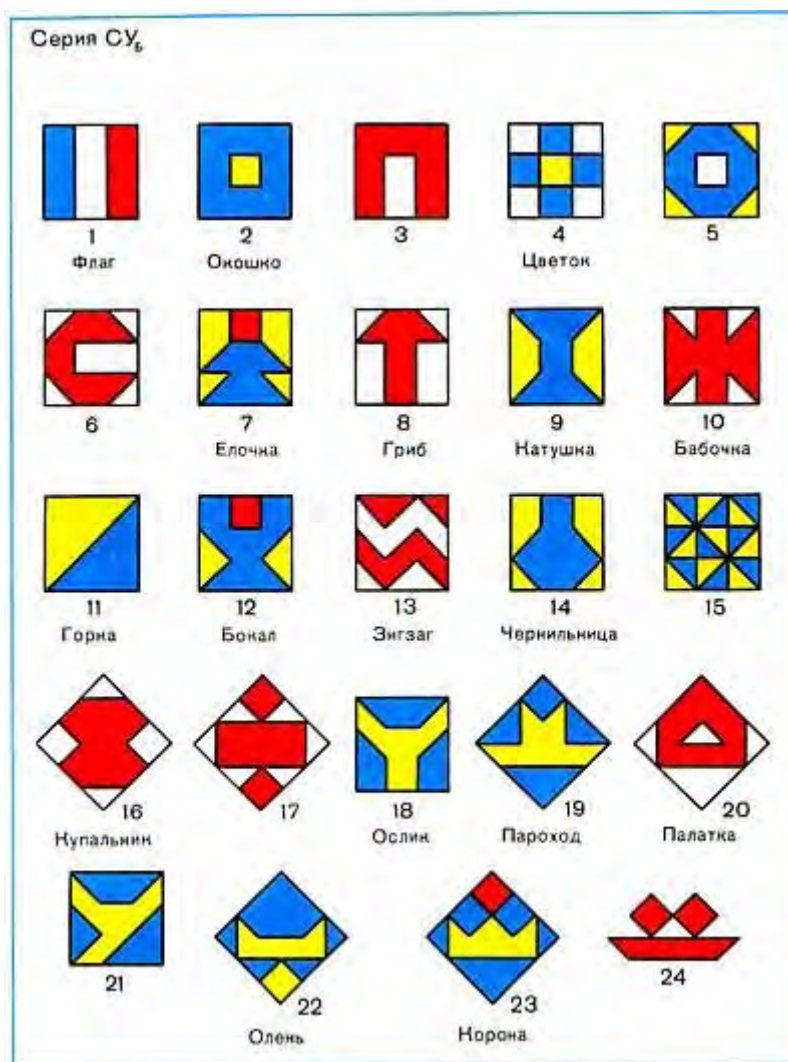 Серия СУБ
1 2 3 4 5
Флаг Окошко Цветок
6 7 8 9 10
Елочка Гриб Катушка Бабочка
11 12 13 14 15
Горка Бокал Зигзаг Чернильница
16 17 18 19 20
Купальник Ослик Пароход Палатка
21 22 23 24
Олень Корона